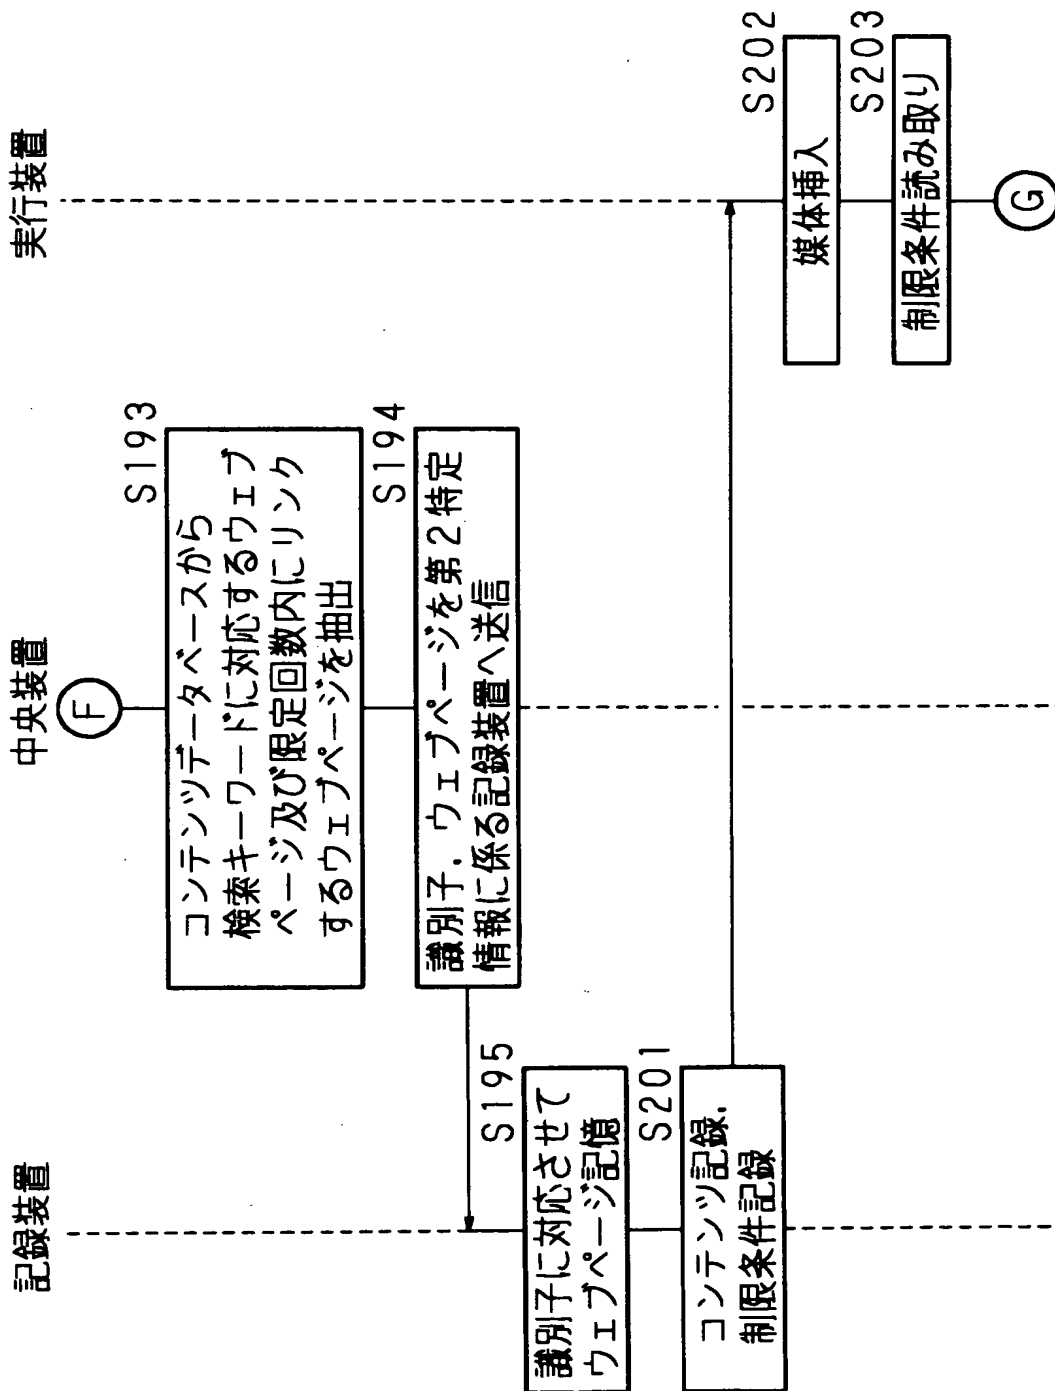 記録装置
中央装置
実行装置
F
S193
コンテンツデータベースから
検索キーワードに対応するウェブ
ページ及び限定回数内にリンク
するウェブページを抽出
S194
識別子，ウェブページを第2特定
情報に係る記録装置へ送信
S195
識別子に対応させて
ウェブページ記憶
S201
コンテンツ記録，
制限条件記録
S202
媒体挿入
S203
制限条件読み取り
G